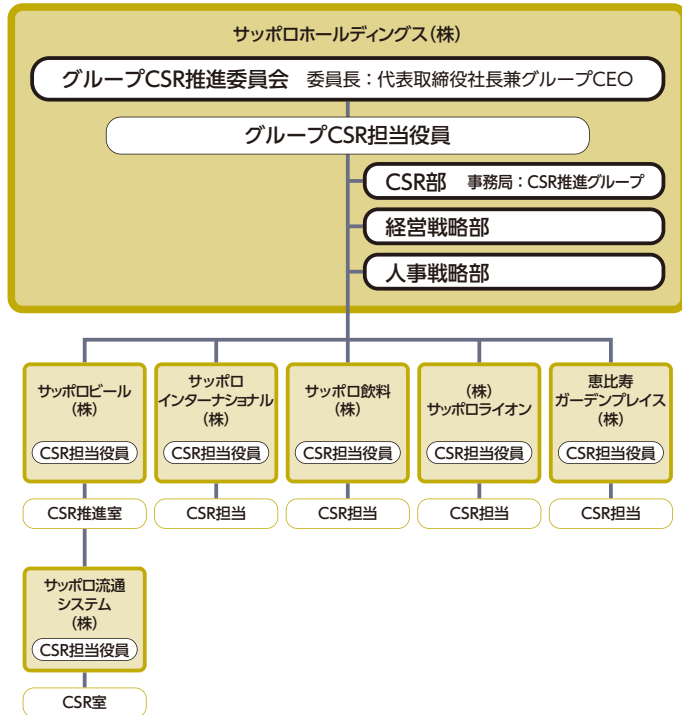 サッポロホールディングス(株)
グループCSR推進委員会 委員長：代表取締役社長兼グループCEO
グループCSR担当役員
CSR部 事務局：CSR推進グループ
経営戦略部
人事戦略部
サッポロビール
(株)
CSR担当役員
CSR推進室
サッポロ
インターナショナル
(株)
CSR担当役員
CSR担当
サッポロ飲料
(株)
CSR担当役員
CSR担当
(株)
サッポロライオン
CSR担当役員
CSR担当
恵比寿
ガーデンプレイス
(株)
CSR担当役員
CSR担当
サッポロ流通
システム
(株)
CSR担当役員
CSR室